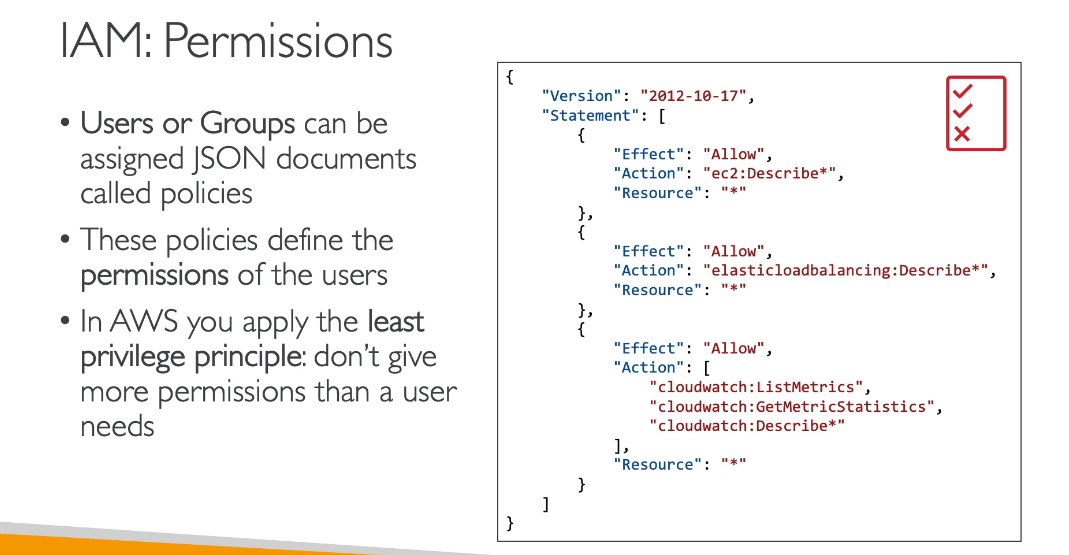 IAM: Permissions
• Users or Groups can be
assigned JSON documents
called policies
• These policies define the
permissions of the users
• In AWS you apply the least
privilege principle: don’t give
more permissions than a user
needs
{
    "Version": "2012-10-17",
    "Statement": [
        {
            "Effect": "Allow",
            "Action": "ec2:Describe*",
            "Resource": "*"
        },
        {
            "Effect": "Allow",
            "Action": "elasticloadbalancing:Describe*",
            "Resource": "*"
        },
        {
            "Effect": "Allow",
            "Action": [
                "cloudwatch:ListMetrics",
                "cloudwatch:GetMetricStatistics",
                "cloudwatch:Describe*"
            ],
            "Resource": "*"
        }
    ]
}